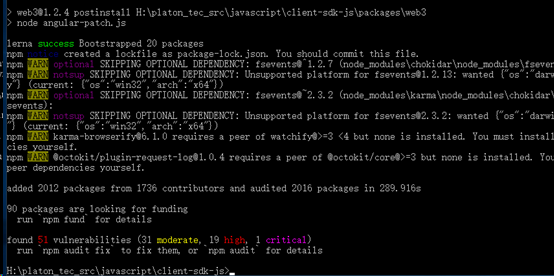 > web3@1.2.4 postinstall H:\platon_tec_src\javascript\client-sdk-js\packages\web3
> node angular-patch.js
lerna success Bootstrapped 20 packages
npm created a lockfile as package-lock.json. You should commit this file.
npm WARN optional SKIPPING OPTIONAL DEPENDENCY: fsevents@~1.2.7 (node_modules\chokidar\node_modules\fseven
npm WARN notsup SKIPPING OPTIONAL DEPENDENCY: Unsupported platform for fsevents@1.2.13: wanted {"os":"darw
y"} (current: {"os":"win32","arch":"x64"})
npm WARN optional SKIPPING OPTIONAL DEPENDENCY: fsevents@^2.3.2 (node_modules\karma\node_modules\chokidar\
sevents):
npm WARN notsup SKIPPING OPTIONAL DEPENDENCY: Unsupported platform for fsevents@2.3.2: wanted {"os":"darwi
"} (current: {"os":"win32","arch":"x64"})
npm WARN karma-browserify@6.1.0 requires a peer of watchify@>=3 <4 but none is installed. You must install
cies yourself.
npm WARN @octokit/plugin-request-log@1.0.4 requires a peer of @octokit/core@>=3 but none is installed. You
peer dependencies yourself.
added 2012 packages from 1736 contributors and audited 2016 packages in 289.916s
90 packages are looking for funding
run `npm fund` for details
found 51 vulnerabilities (31 moderate, 19 high, 1 critical)
run `npm audit fix` to fix them, or `npm audit` for details
H:\platon_tec_src\javascript\client-sdk-js>